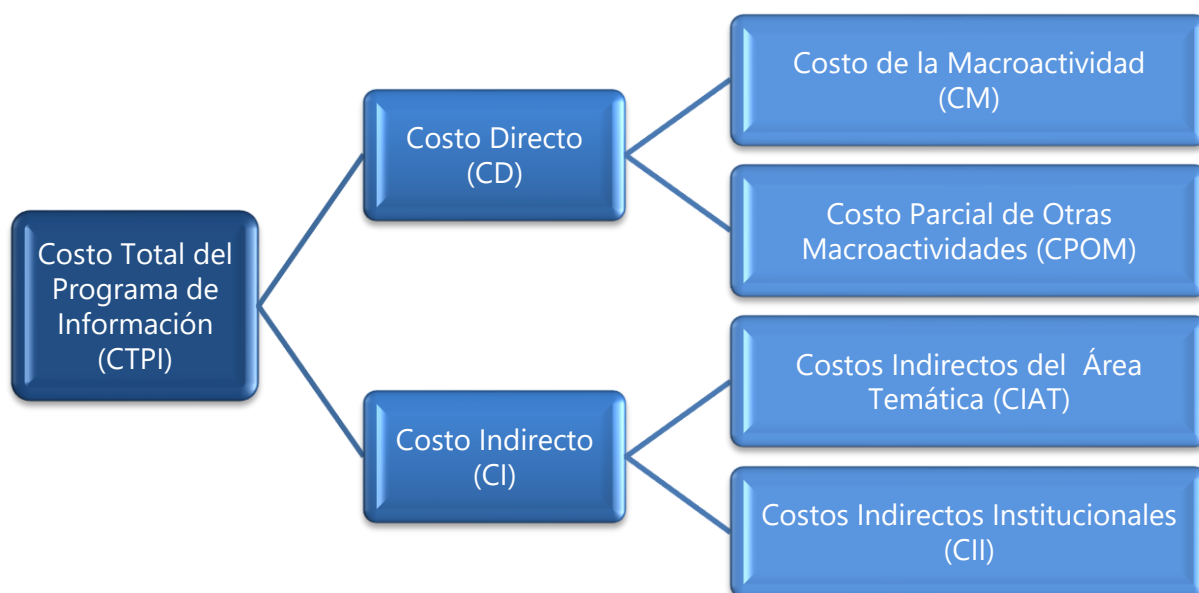 Costo Total del
Programa de
Información
(CTPI)
Costo Directo
(CD)
Costo Indirecto
(CI)
Costo de la Macroactividad
(CM)
Costo Parcial de Otras
Macroactividades (CPOM)
Costos Indirectos del Área
Temática (CIAT)
Costos Indirectos Institucionales
(CII)